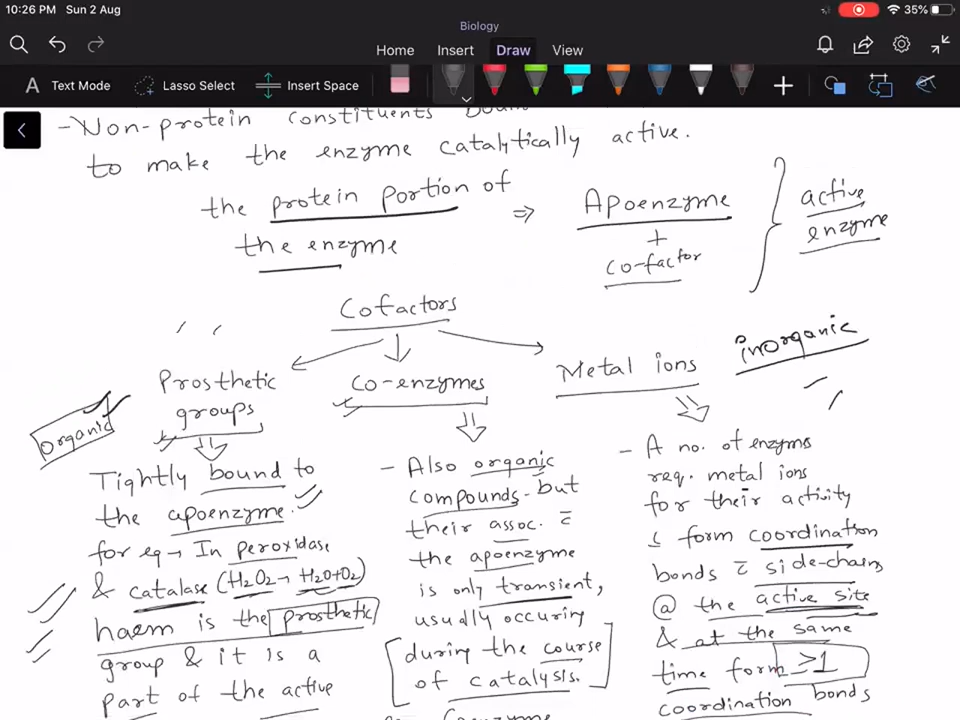 10:26 PM Sun 2 Aug
35%
Biology
Home Insert Draw View
Text Mode Lasso Select Insert Space
- Non-protein constituents
to make the enzyme catalytically active.
the protein portion of
the enzyme
⇒ Apoenzyme
+
co-factor
active
enzyme
Cofactors
Prosthetic
groups
Co-enzymes
Metal ions
inorganic
organic
Tightly bound to
the apoenzyme.
for eg → In peroxidase
& catalase (H2O2 → H2O+O2)
haem is the prosthetic
group & it is a
part of the active
- Also organic
compounds but
their assoc. c̄
the apoenzyme
is only transient,
usually occuring
[during the course
of catalysis.]
- A no. of enzyms
req. metal ions
for their activity
& form coordination
bonds c̄ side-chains
@ the active site
& at the same
time form ≥1
coordination bonds